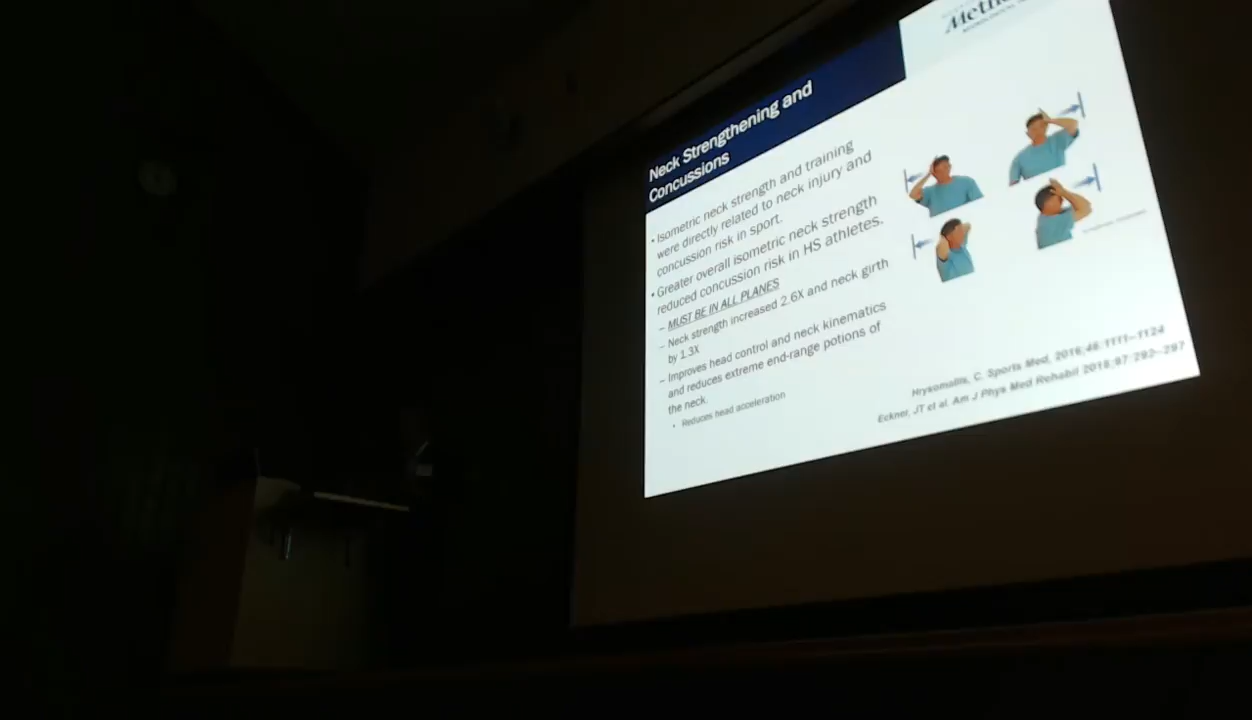 Neck Strengthening and
Concussions
• Isometric neck strength and training
were directly related to neck injury and
concussion risk in sport.
• Greater overall isometric neck strength
reduced concussion risk in HS athletes.
– MUST BE IN ALL PLANES
– Neck strength increased 2.6X and neck girth
by 1.3X
– Improves head control and neck kinematics
and reduces extreme end-range potions of
the neck.
• Reduces head acceleration
Hrysomallis, C. Sports Med, 2016;46:1111–1124
Eckner, JT et al. Am J Phys Med Rehabil 2018;97:292–297